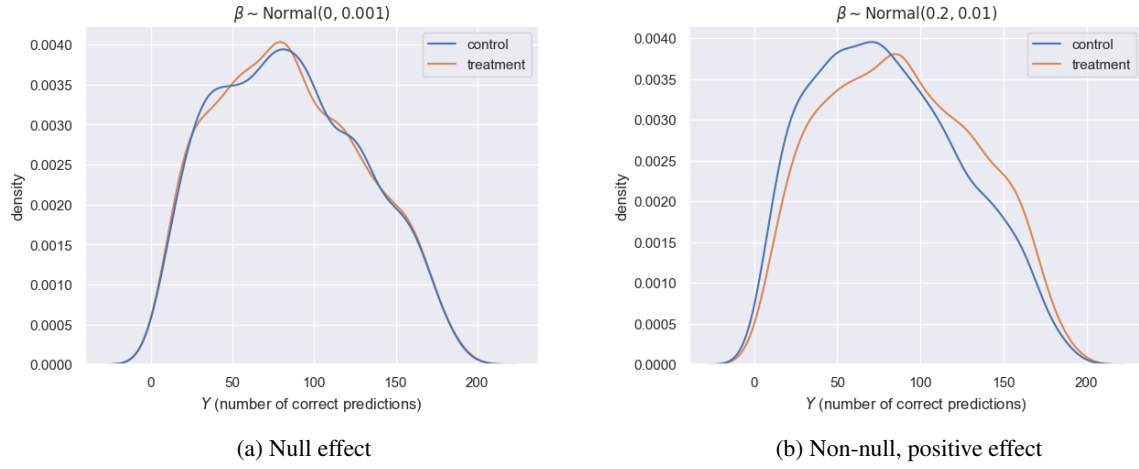 β ~ Normal(0, 0.001)
control
treatment
0.0040
0.0035
0.0030
0.0025
0.0020
0.0015
0.0010
0.0005
0.0000
density
0 50 100 150 200
Y (number of correct predictions)
(a) Null effect
β ~ Normal(0.2, 0.01)
control
treatment
0.0040
0.0035
0.0030
0.0025
0.0020
0.0015
0.0010
0.0005
0.0000
density
0 50 100 150 200
Y (number of correct predictions)
(b) Non-null, positive effect